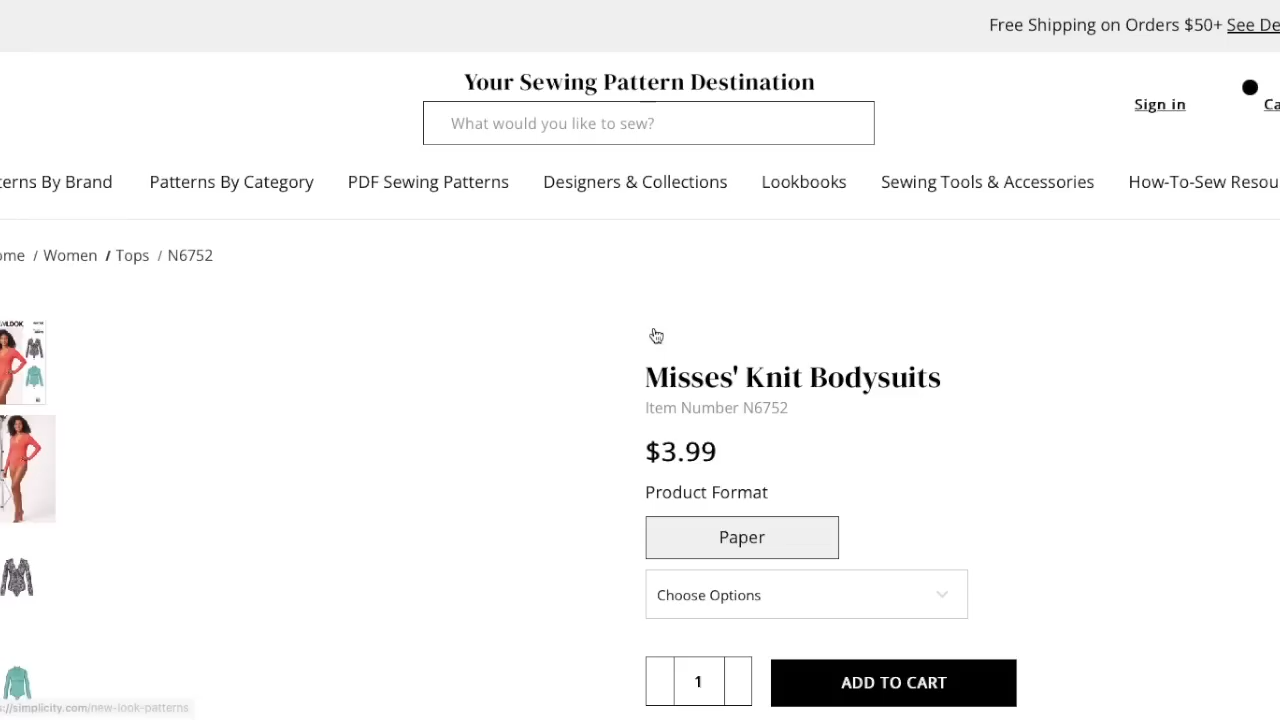 Free Shipping on Orders $50+ See De
Your Sewing Pattern Destination
What would you like to sew?
Sign in
Ca
terns By Brand Patterns By Category PDF Sewing Patterns Designers & Collections Lookbooks Sewing Tools & Accessories How-To-Sew Resou
ome / Women / Tops / N6752
Misses' Knit Bodysuits
Item Number N6752
$3.99
Product Format
Paper
Choose Options
1
ADD TO CART
s://simplicity.com/new-look-patterns